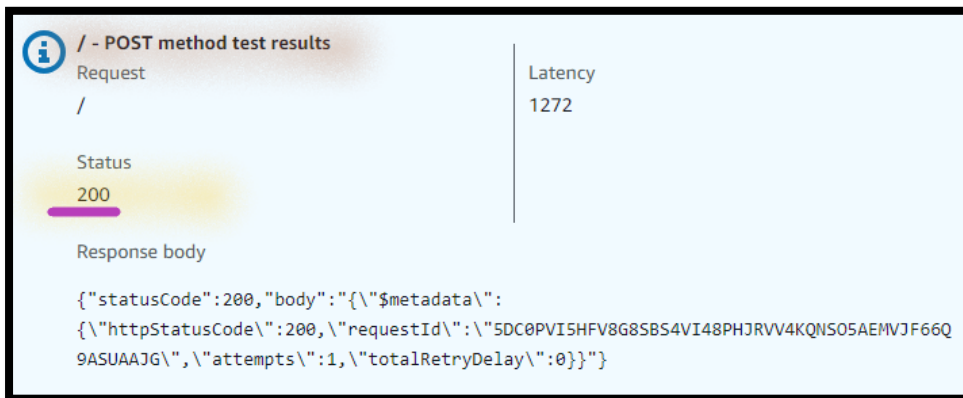 / - POST method test results
Request
/
Latency
1272
Status
200
Response body
{"statusCode":200,"body":"{\"$metadata\":
{\"httpStatusCode\":200,\"requestId\":\"5DC0PVI5HFV8G8SBS4VI48PHJRVV4KQNSO5AEMVJF66Q
9ASUAAJG\",\"attempts\":1,\"totalRetryDelay\":0}}"}